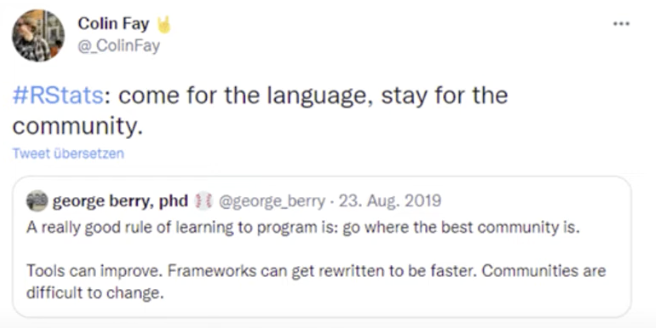 Colin Fay 🤘
@_ColinFay
#RStats: come for the language, stay for the
community.
Tweet übersetzen
george berry, phd ⚾ @george_berry · 23. Aug. 2019
A really good rule of learning to program is: go where the best community is.
Tools can improve. Frameworks can get rewritten to be faster. Communities are
difficult to change.